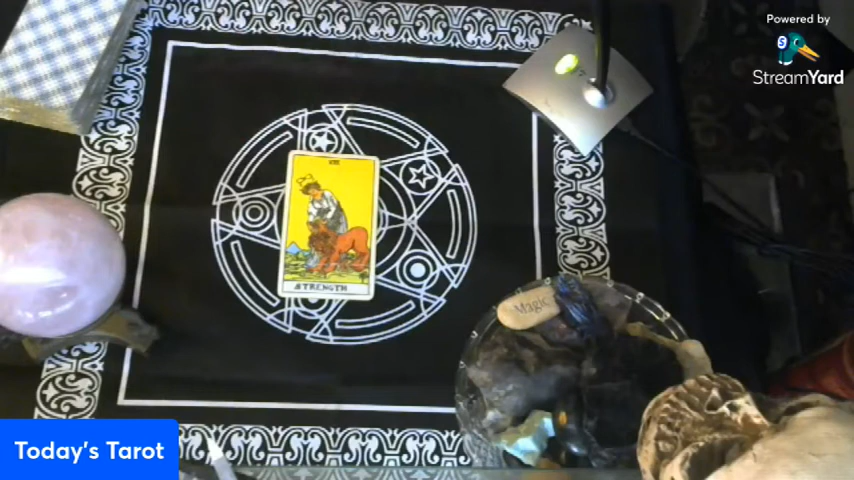 Powered by
StreamYard
VIII
STRENGTH
Magic
Today's Tarot